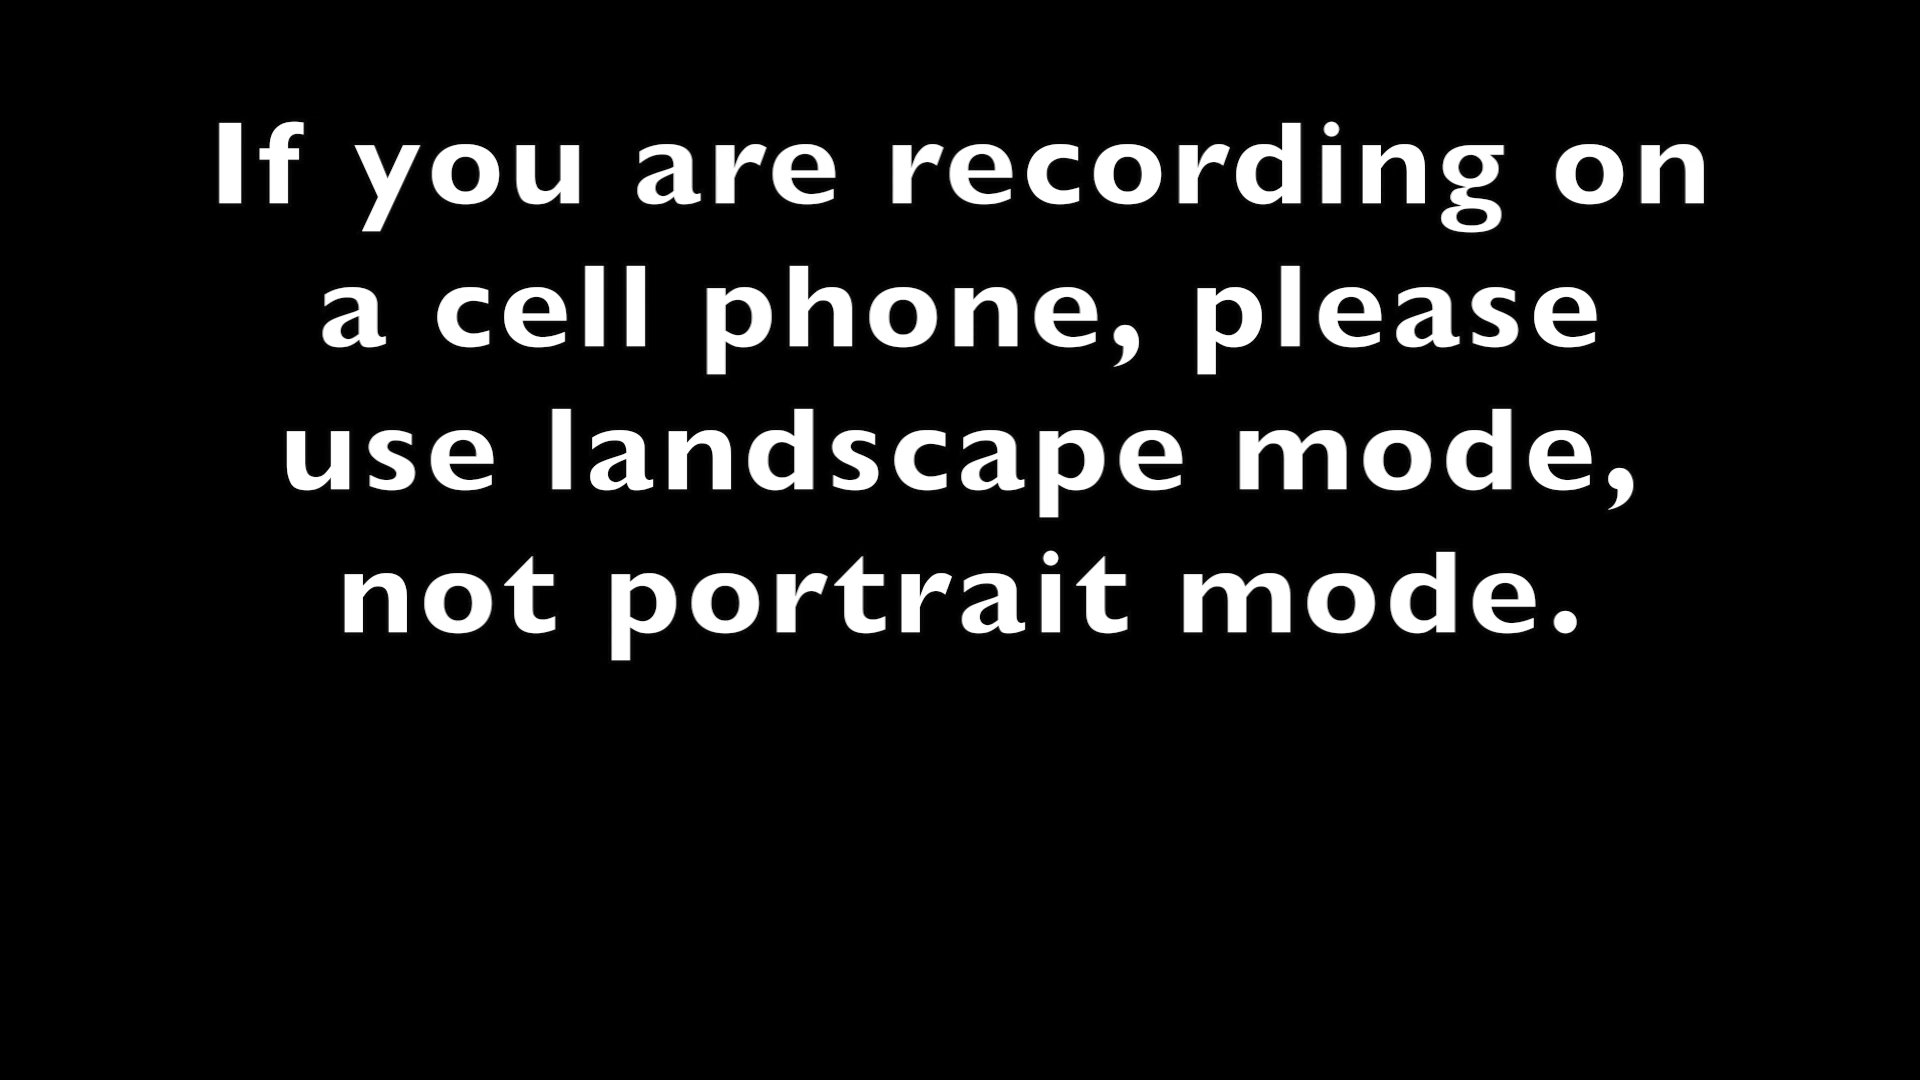 If you are recording on
a cell phone, please
use landscape mode,
not portrait mode.